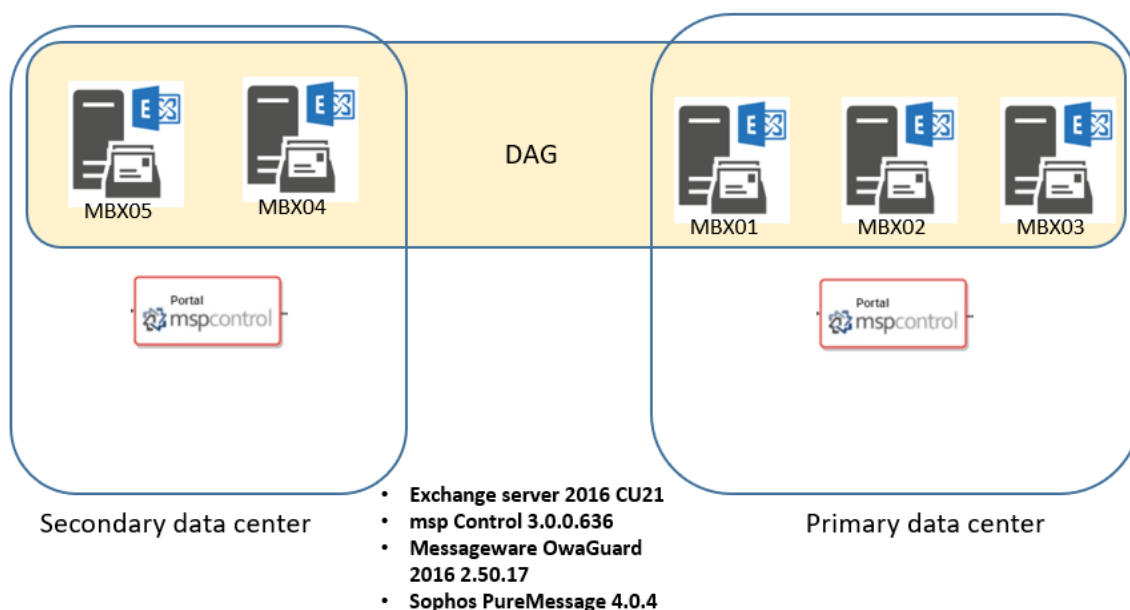 DAG
MBX05
MBX04
MBX01
MBX02
MBX03
Portal
mspcontrol
Portal
mspcontrol
Secondary data center
Primary data center
• Exchange server 2016 CU21
• msp Control 3.0.0.636
• Messageware OwaGuard
2016 2.50.17
• Sophos PureMessage 4.0.4